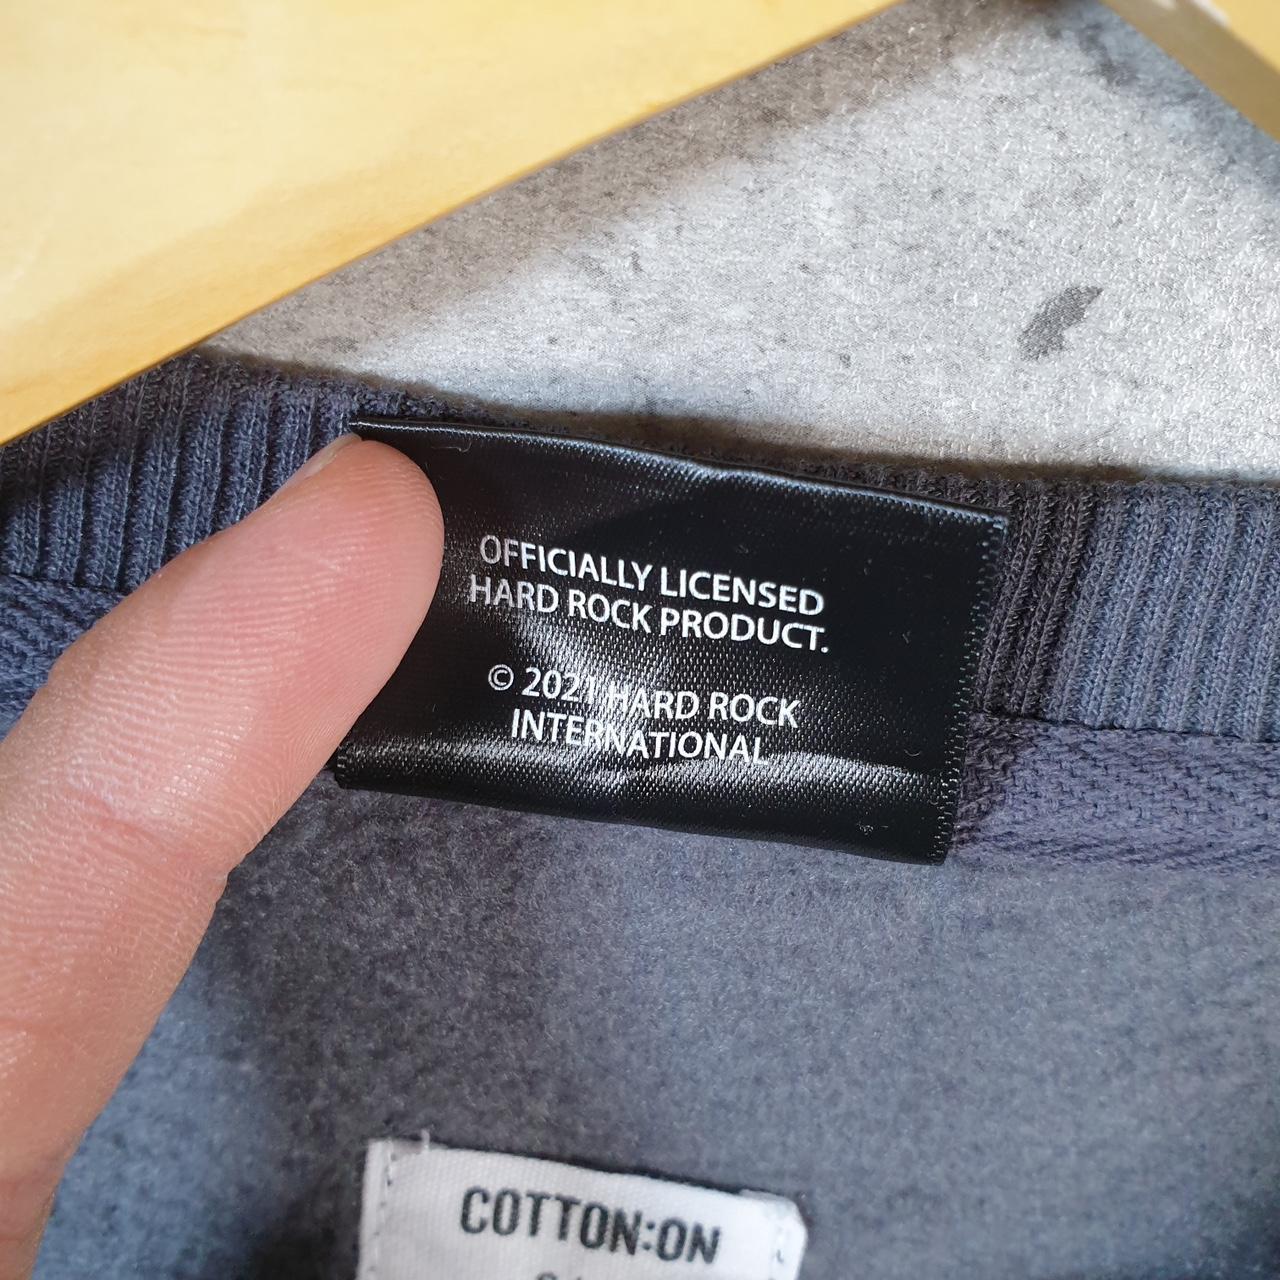 OFFICIALLY LICENSED
HARD ROCK PRODUCT.
© 2021 HARD ROCK
INTERNATIONAL
COTTON:ON